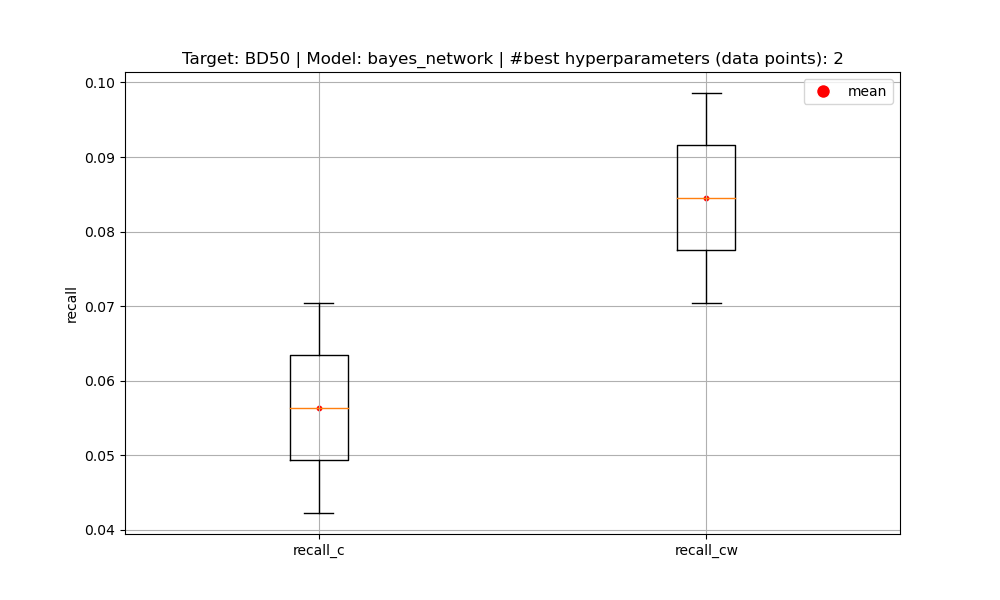 Target: BD50 | Model: bayes_network | #best hyperparameters (data points): 2
mean
0.10
0.09
0.08
0.07
0.06
0.05
0.04
recall
recall_c
recall_cw